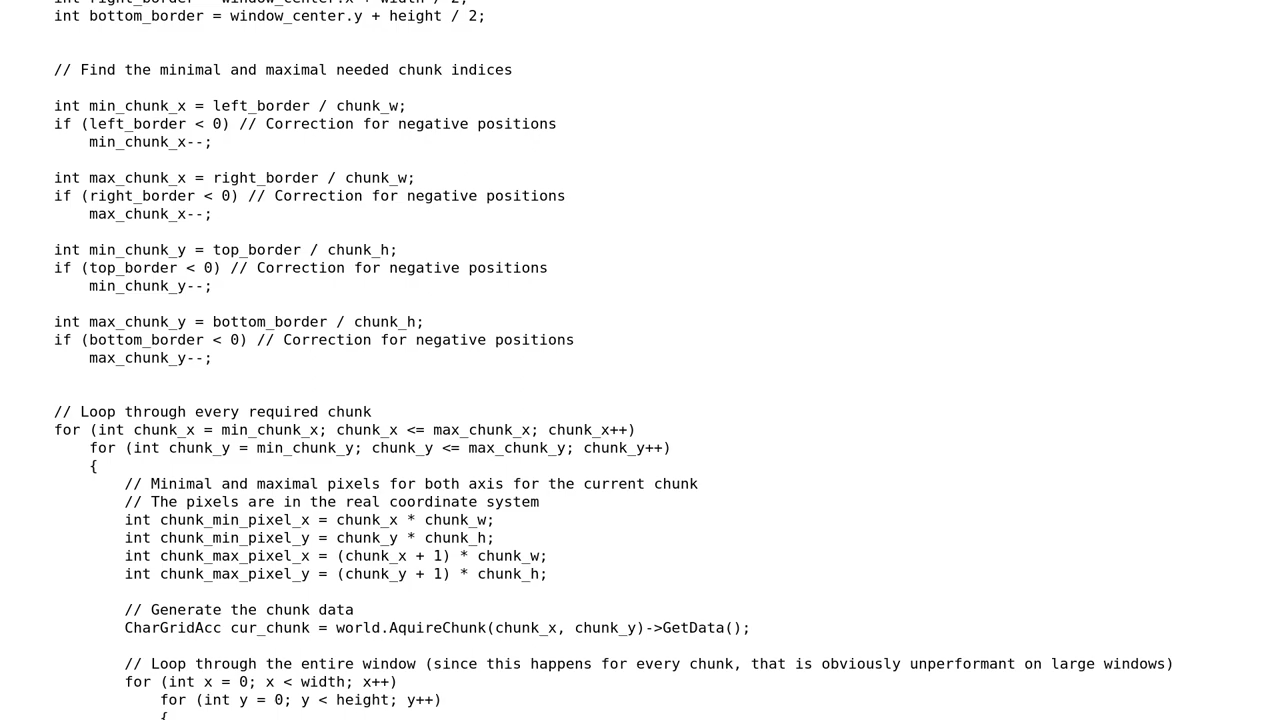 int right_border = window_center.x + width / 2;
int bottom_border = window_center.y + height / 2;
// Find the minimal and maximal needed chunk indices
int min_chunk_x = left_border / chunk_w;
if (left_border < 0) // Correction for negative positions
min_chunk_x--;
int max_chunk_x = right_border / chunk_w;
if (right_border < 0) // Correction for negative positions
max_chunk_x--;
int min_chunk_y = top_border / chunk_h;
if (top_border < 0) // Correction for negative positions
min_chunk_y--;
int max_chunk_y = bottom_border / chunk_h;
if (bottom_border < 0) // Correction for negative positions
max_chunk_y--;
// Loop through every required chunk
for (int chunk_x = min_chunk_x; chunk_x <= max_chunk_x; chunk_x++)
for (int chunk_y = min_chunk_y; chunk_y <= max_chunk_y; chunk_y++)
{
// Minimal and maximal pixels for both axis for the current chunk
// The pixels are in the real coordinate system
int chunk_min_pixel_x = chunk_x * chunk_w;
int chunk_min_pixel_y = chunk_y * chunk_h;
int chunk_max_pixel_x = (chunk_x + 1) * chunk_w;
int chunk_max_pixel_y = (chunk_y + 1) * chunk_h;
// Generate the chunk data
CharGridAcc cur_chunk = world.AquireChunk(chunk_x, chunk_y)->GetData();
// Loop through the entire window (since this happens for every chunk, that is obviously unperformant on large windows)
for (int x = 0; x < width; x++)
for (int y = 0; y < height; y++)
{